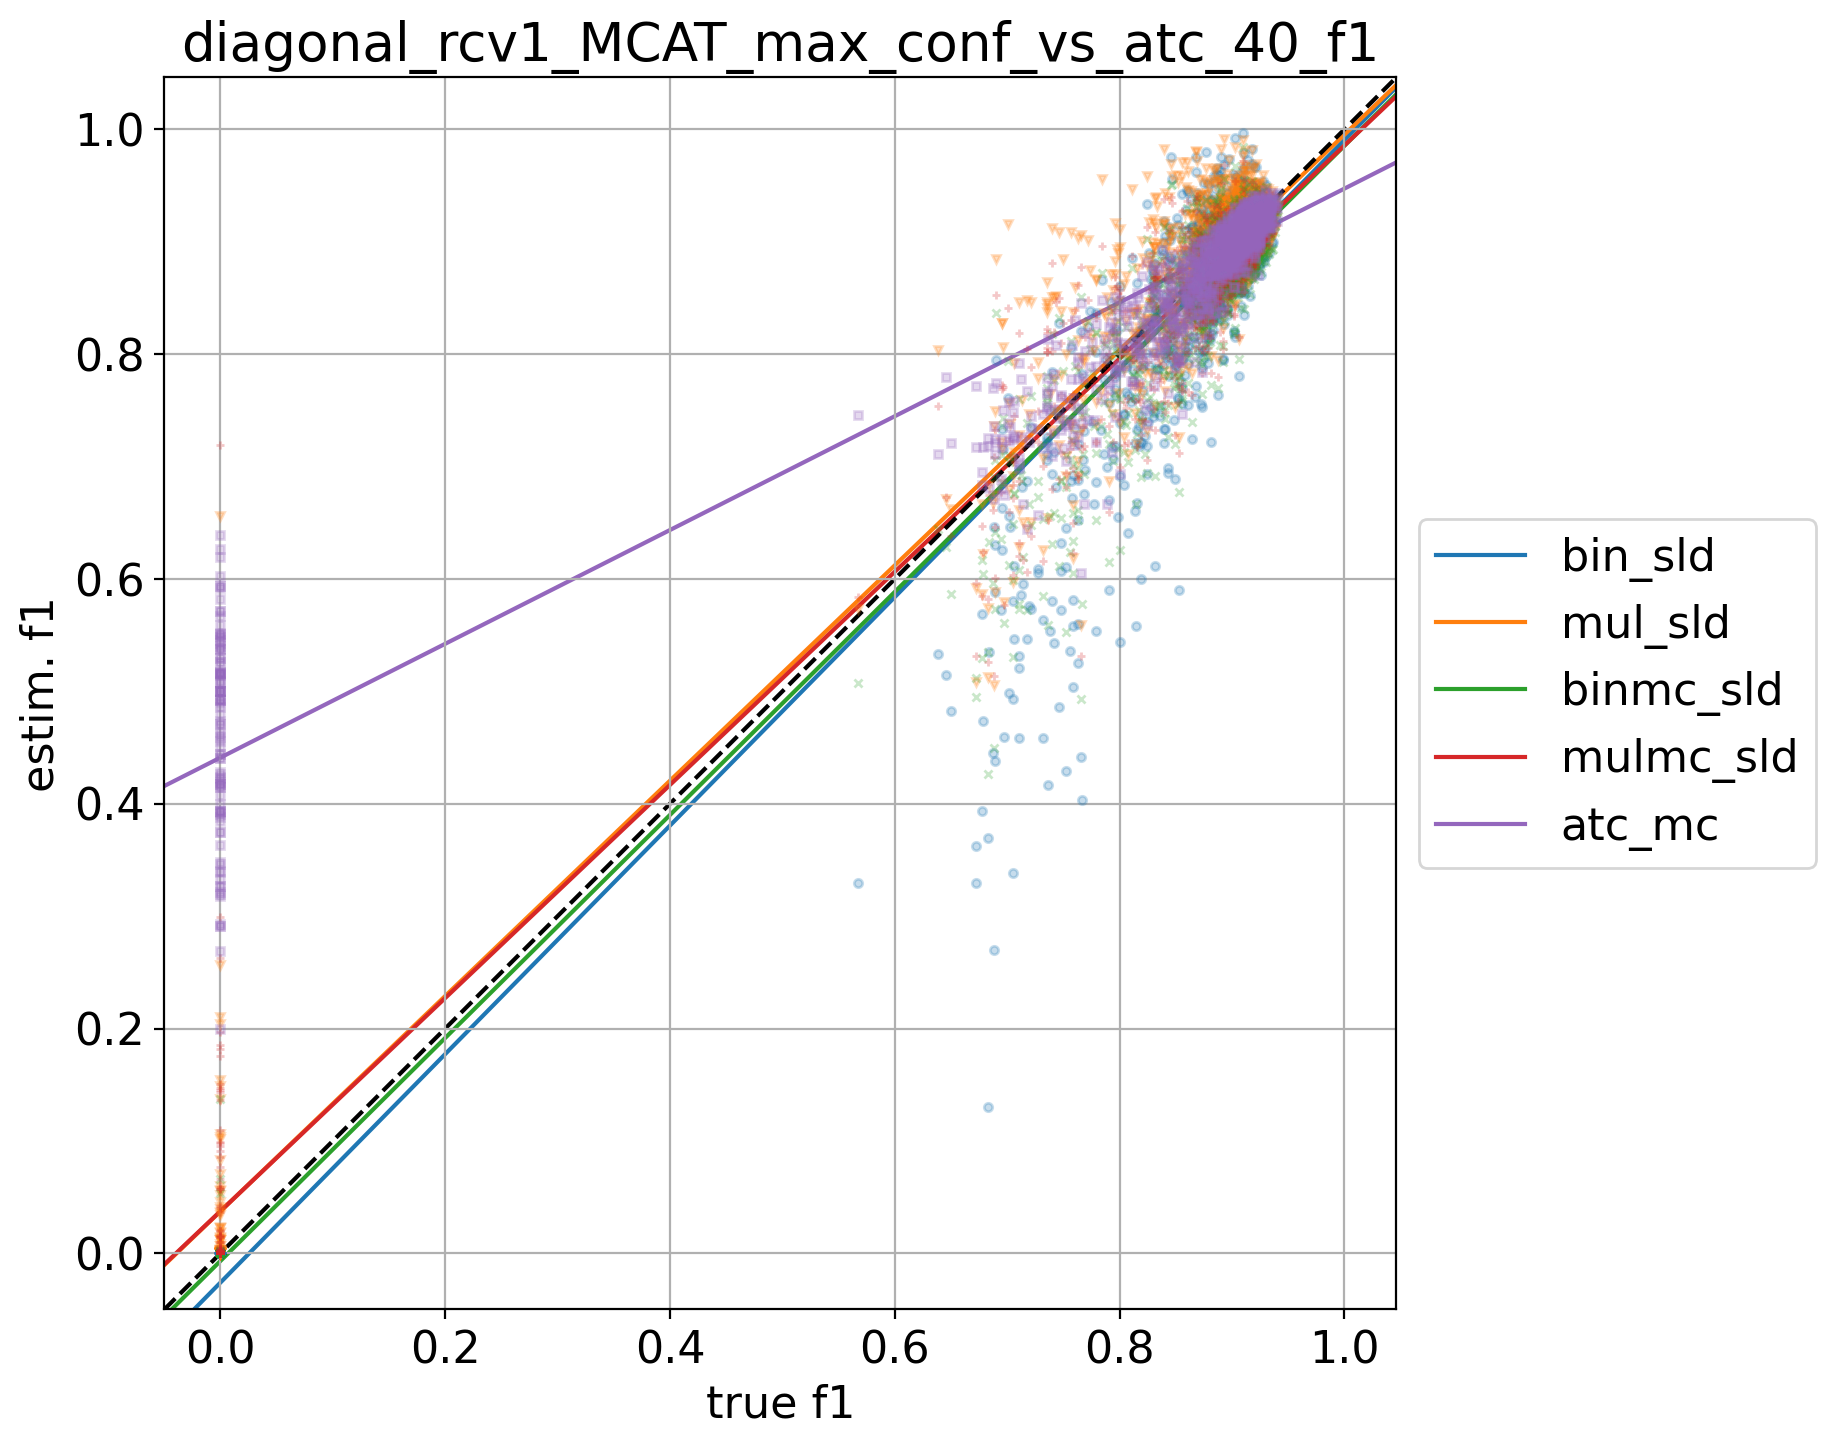 diagonal_rcv1_MCAT_max_conf_vs_atc_40_f1
1.0
0.8
0.6
0.4
0.2
0.0
estim. f1
0.0 0.2 0.4 0.6 0.8 1.0
true f1
bin_sld
mul_sld
binmc_sld
mulmc_sld
atc_mc